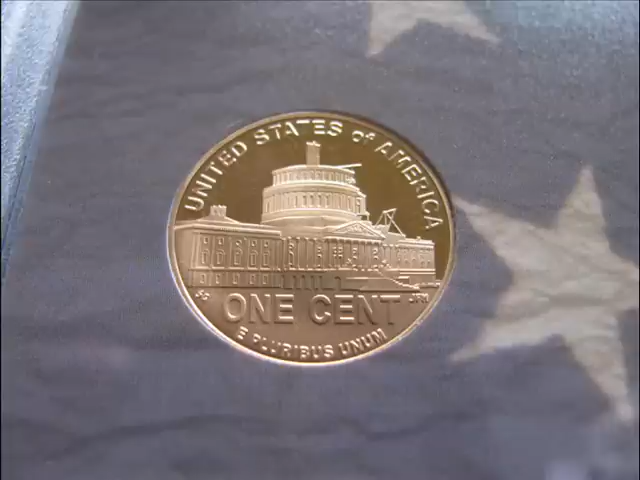 UNITED STATES of AMERICA
ONE CENT
E PLURIBUS UNUM